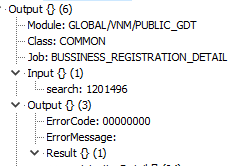 Output {} (6)
Module: GLOBAL/VNM/PUBLIC_GDT
Class: COMMON
Job: BUSSINESS_REGISTRATION_DETAIL
Input {} (1)
search: 1201496
Output {} (3)
ErrorCode: 00000000
ErrorMessage:
Result {} (1)